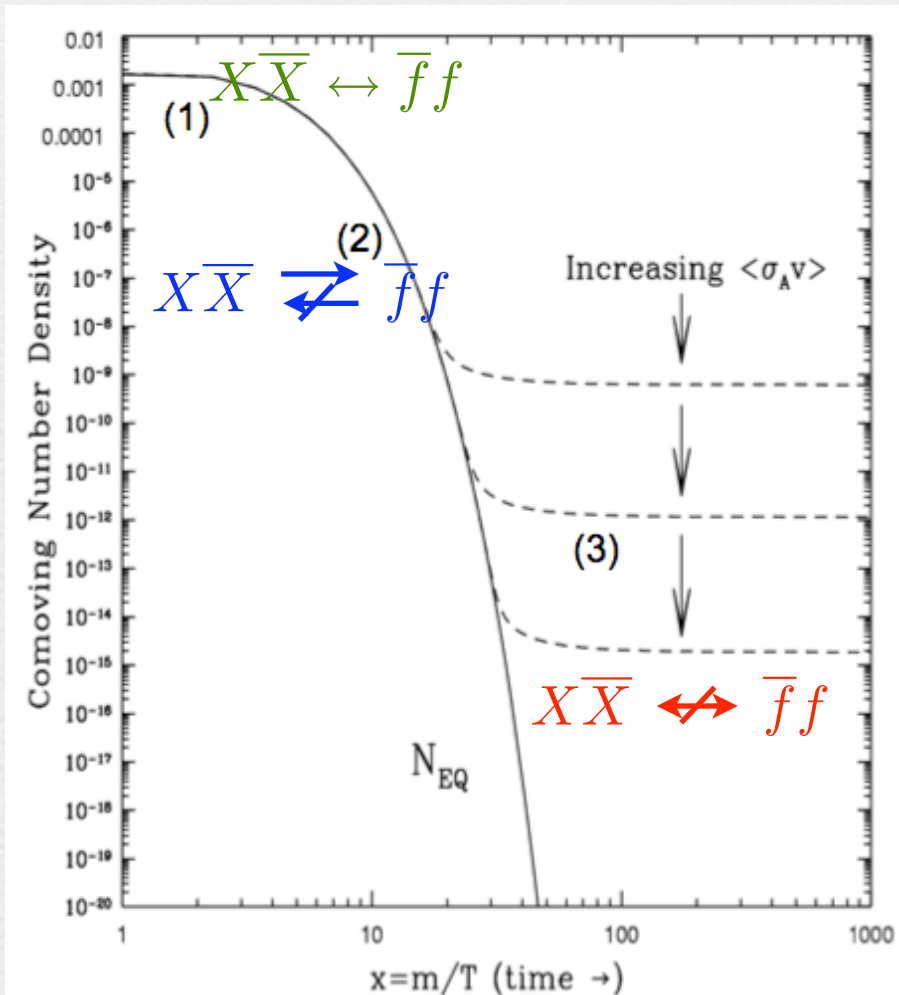 0.01
0.001
0.0001
10⁻⁵
10⁻⁶
10⁻⁷
10⁻⁸
10⁻⁹
10⁻¹⁰
10⁻¹¹
10⁻¹²
10⁻¹³
10⁻¹⁴
10⁻¹⁵
10⁻¹⁶
10⁻¹⁷
10⁻¹⁸
10⁻¹⁹
10⁻²⁰
Comoving Number Density
XX̅ ↔ f̅f
(1)
(2)
XX̅ ⇄̸ f̅f
Increasing <σ_A v>
(3)
XX̅ ↮ f̅f
N_EQ
1 10 100 1000
x=m/T (time →)